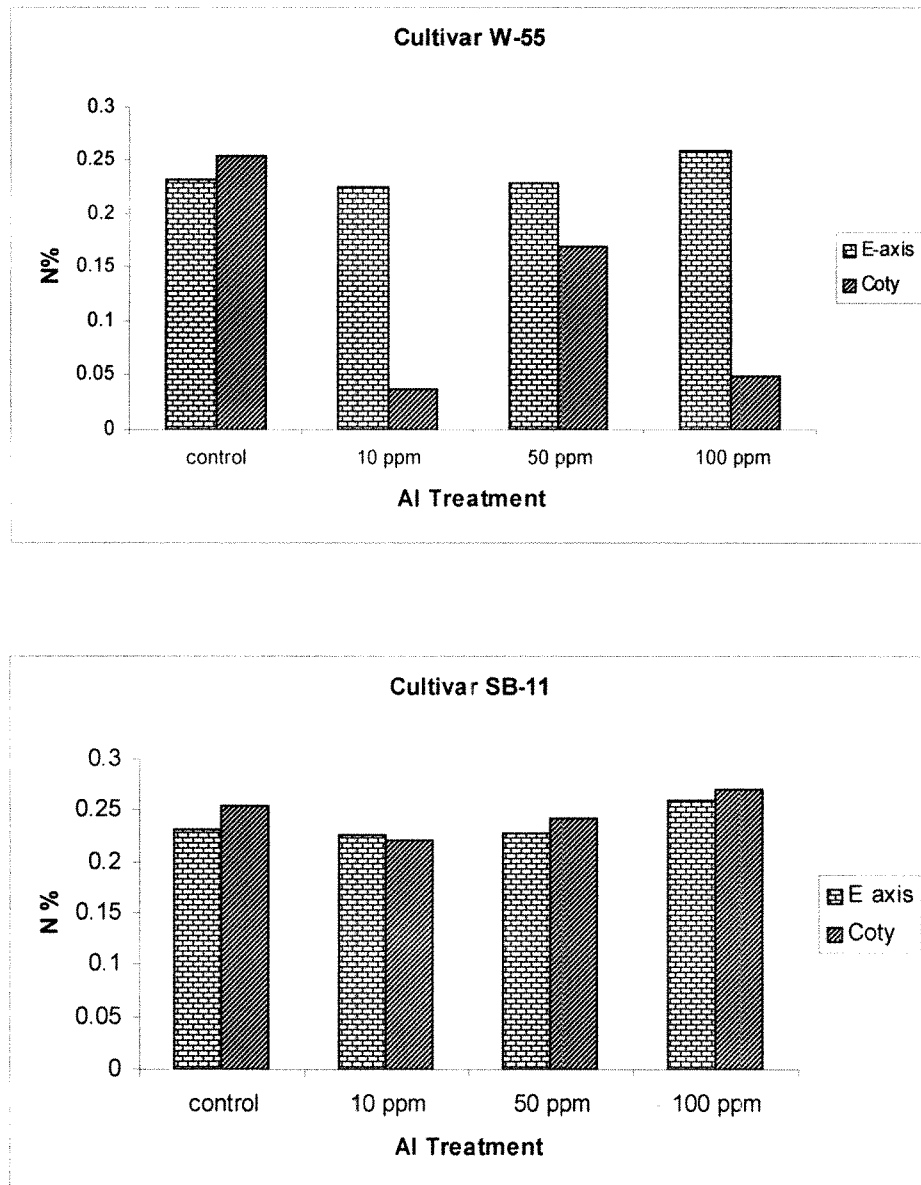 Cultivar W-55
0.3
0.25
0.2
0.15
0.1
0.05
0
N%
control 10 ppm 50 ppm 100 ppm
Al Treatment
E-axis
Coty
Cultivar SB-11
0.3
0.25
0.2
0.15
0.1
0.05
0
N %
control 10 ppm 50 ppm 100 ppm
Al Treatment
E axis
Coty